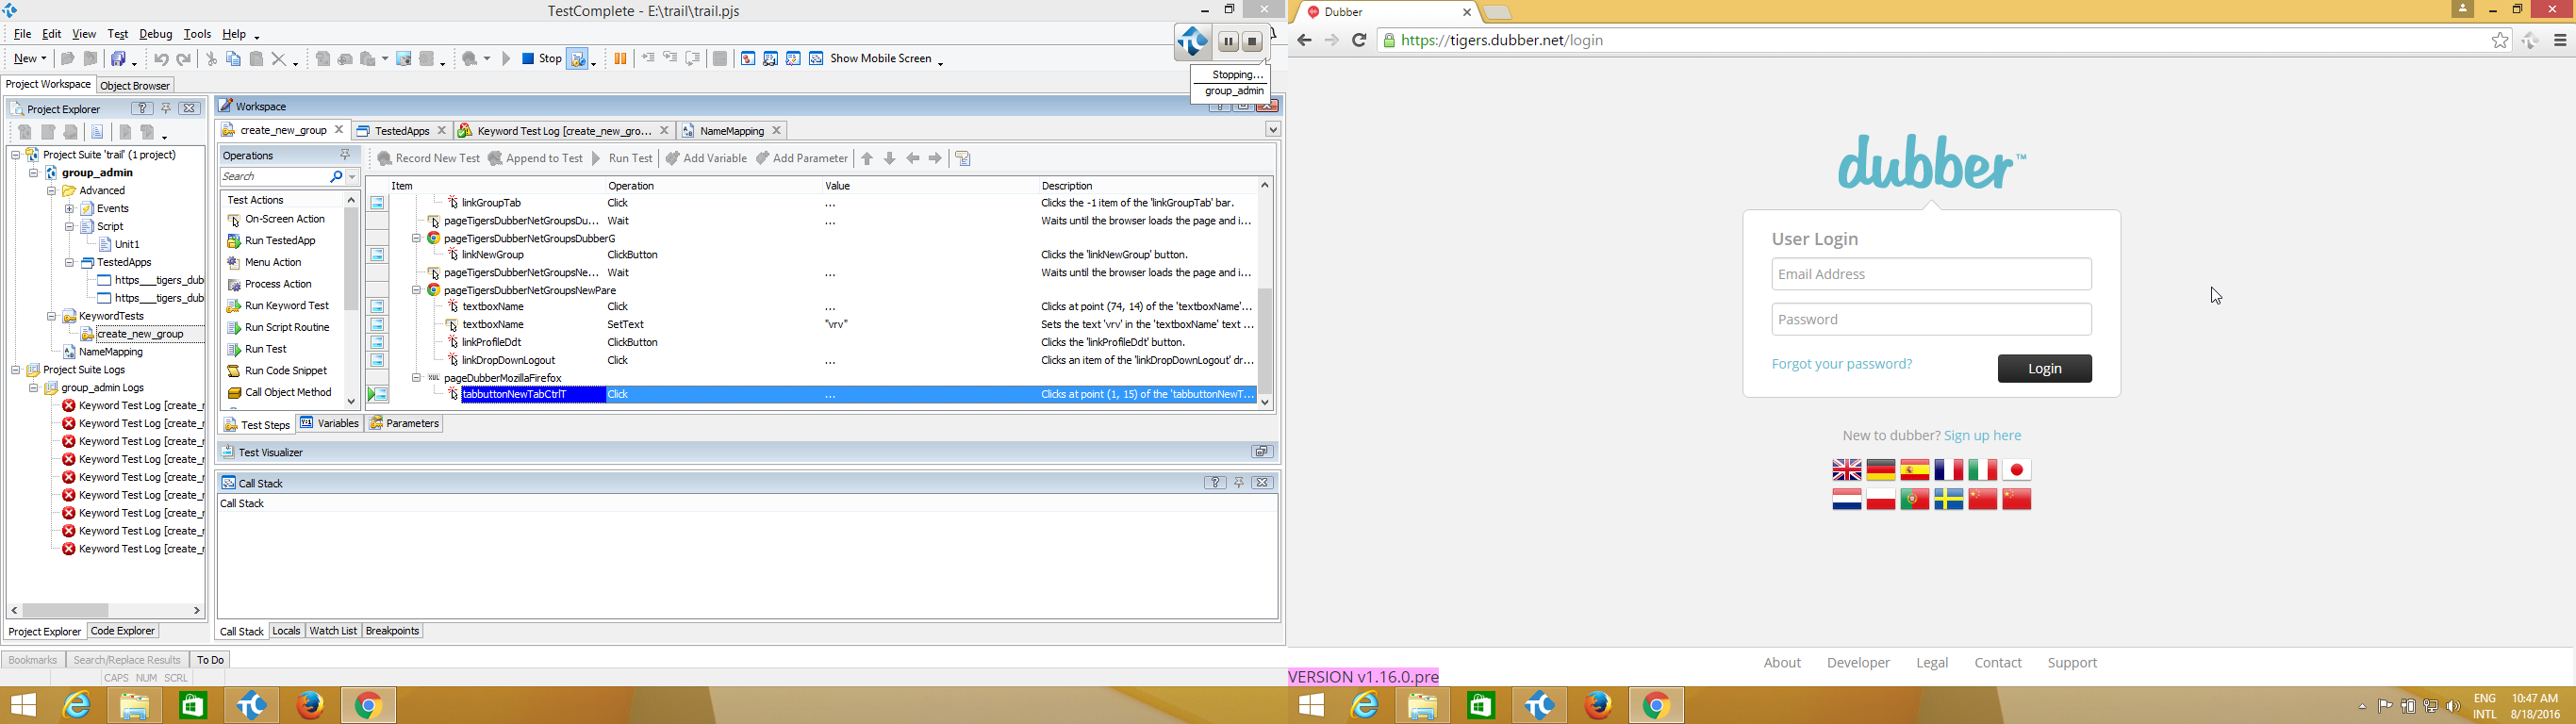 TestComplete - E:\trail\trail.pjs
File Edit View Test Debug Tools Help
New Stop Show Mobile Screen
Stopping...
group_admin
Project Workspace Object Browser
Project Explorer
Project Suite 'trail' (1 project)
group_admin
Advanced
Events
Script
Unit1
TestedApps
https___tigers_dub
https___tigers_dub
KeywordTests
create_new_group
NameMapping
Project Suite Logs
group_admin Logs
Keyword Test Log [create_r
Keyword Test Log [create_r
Keyword Test Log [create_r
Keyword Test Log [create_r
Keyword Test Log [create_r
Keyword Test Log [create_r
Keyword Test Log [create_r
Keyword Test Log [create_r
Keyword Test Log [create_r
Project Explorer Code Explorer
Workspace
create_new_group TestedApps Keyword Test Log [create_new_gro... NameMapping
Operations
Search
Test Actions
On-Screen Action
Run TestedApp
Menu Action
Process Action
Run Keyword Test
Run Script Routine
Run Test
Run Code Snippet
Call Object Method
Record New Test Append to Test Run Test Add Variable Add Parameter
Item Operation Value Description
linkGroupTab Click ... Clicks the -1 item of the 'linkGroupTab' bar.
pageTigersDubberNetGroupsDu... Wait ... Waits until the browser loads the page and i...
pageTigersDubberNetGroupsDubberG
linkNewGroup ClickButton Clicks the 'linkNewGroup' button.
pageTigersDubberNetGroupsNe... Wait ... Waits until the browser loads the page and i...
pageTigersDubberNetGroupsNewPare
textboxName Click ... Clicks at point (74, 14) of the 'textboxName'...
textboxName SetText "vrv" Sets the text 'vrv' in the 'textboxName' text ...
linkProfileDdt ClickButton Clicks the 'linkProfileDdt' button.
linkDropDownLogout Click ... Clicks an item of the 'linkDropDownLogout' dr...
XUL pageDubberMozillaFirefox
tabbuttonNewTabCtrlT Click ... Clicks at point (1, 15) of the 'tabbuttonNewT...
Test Steps Variables Parameters
Test Visualizer
Call Stack
Call Stack
Call Stack Locals Watch List Breakpoints
Bookmarks Search/Replace Results To Do
CAPS NUM SCRL
Dubber
https://tigers.dubber.net/login
dubber™
User Login
Email Address
Password
Forgot your password? Login
New to dubber? Sign up here
About Developer Legal Contact Support
VERSION v1.16.0.pre
ENG 10:47 AM
INTL 8/18/2016